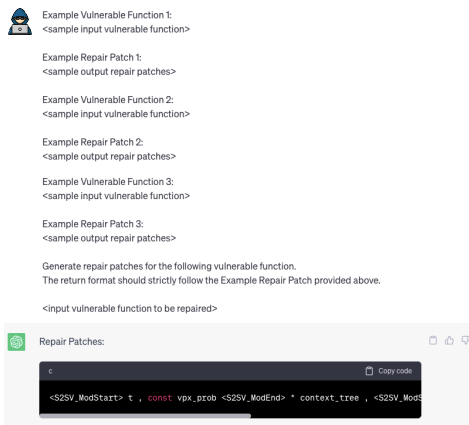 Example Vulnerable Function 1:
<sample input vulnerable function>
Example Repair Patch 1:
<sample output repair patches>
Example Vulnerable Function 2:
<sample input vulnerable function>
Example Repair Patch 2:
<sample output repair patches>
Example Vulnerable Function 3:
<sample input vulnerable function>
Example Repair Patch 3:
<sample output repair patches>
Generate repair patches for the following vulnerable function.
The return format should strictly follow the Example Repair Patch provided above.
<input vulnerable function to be repaired>
Repair Patches:
c Copy code
<S2SV_ModStart> t , const vpx_prob <S2SV_ModEnd> * context_tree , <S2SV_ModS